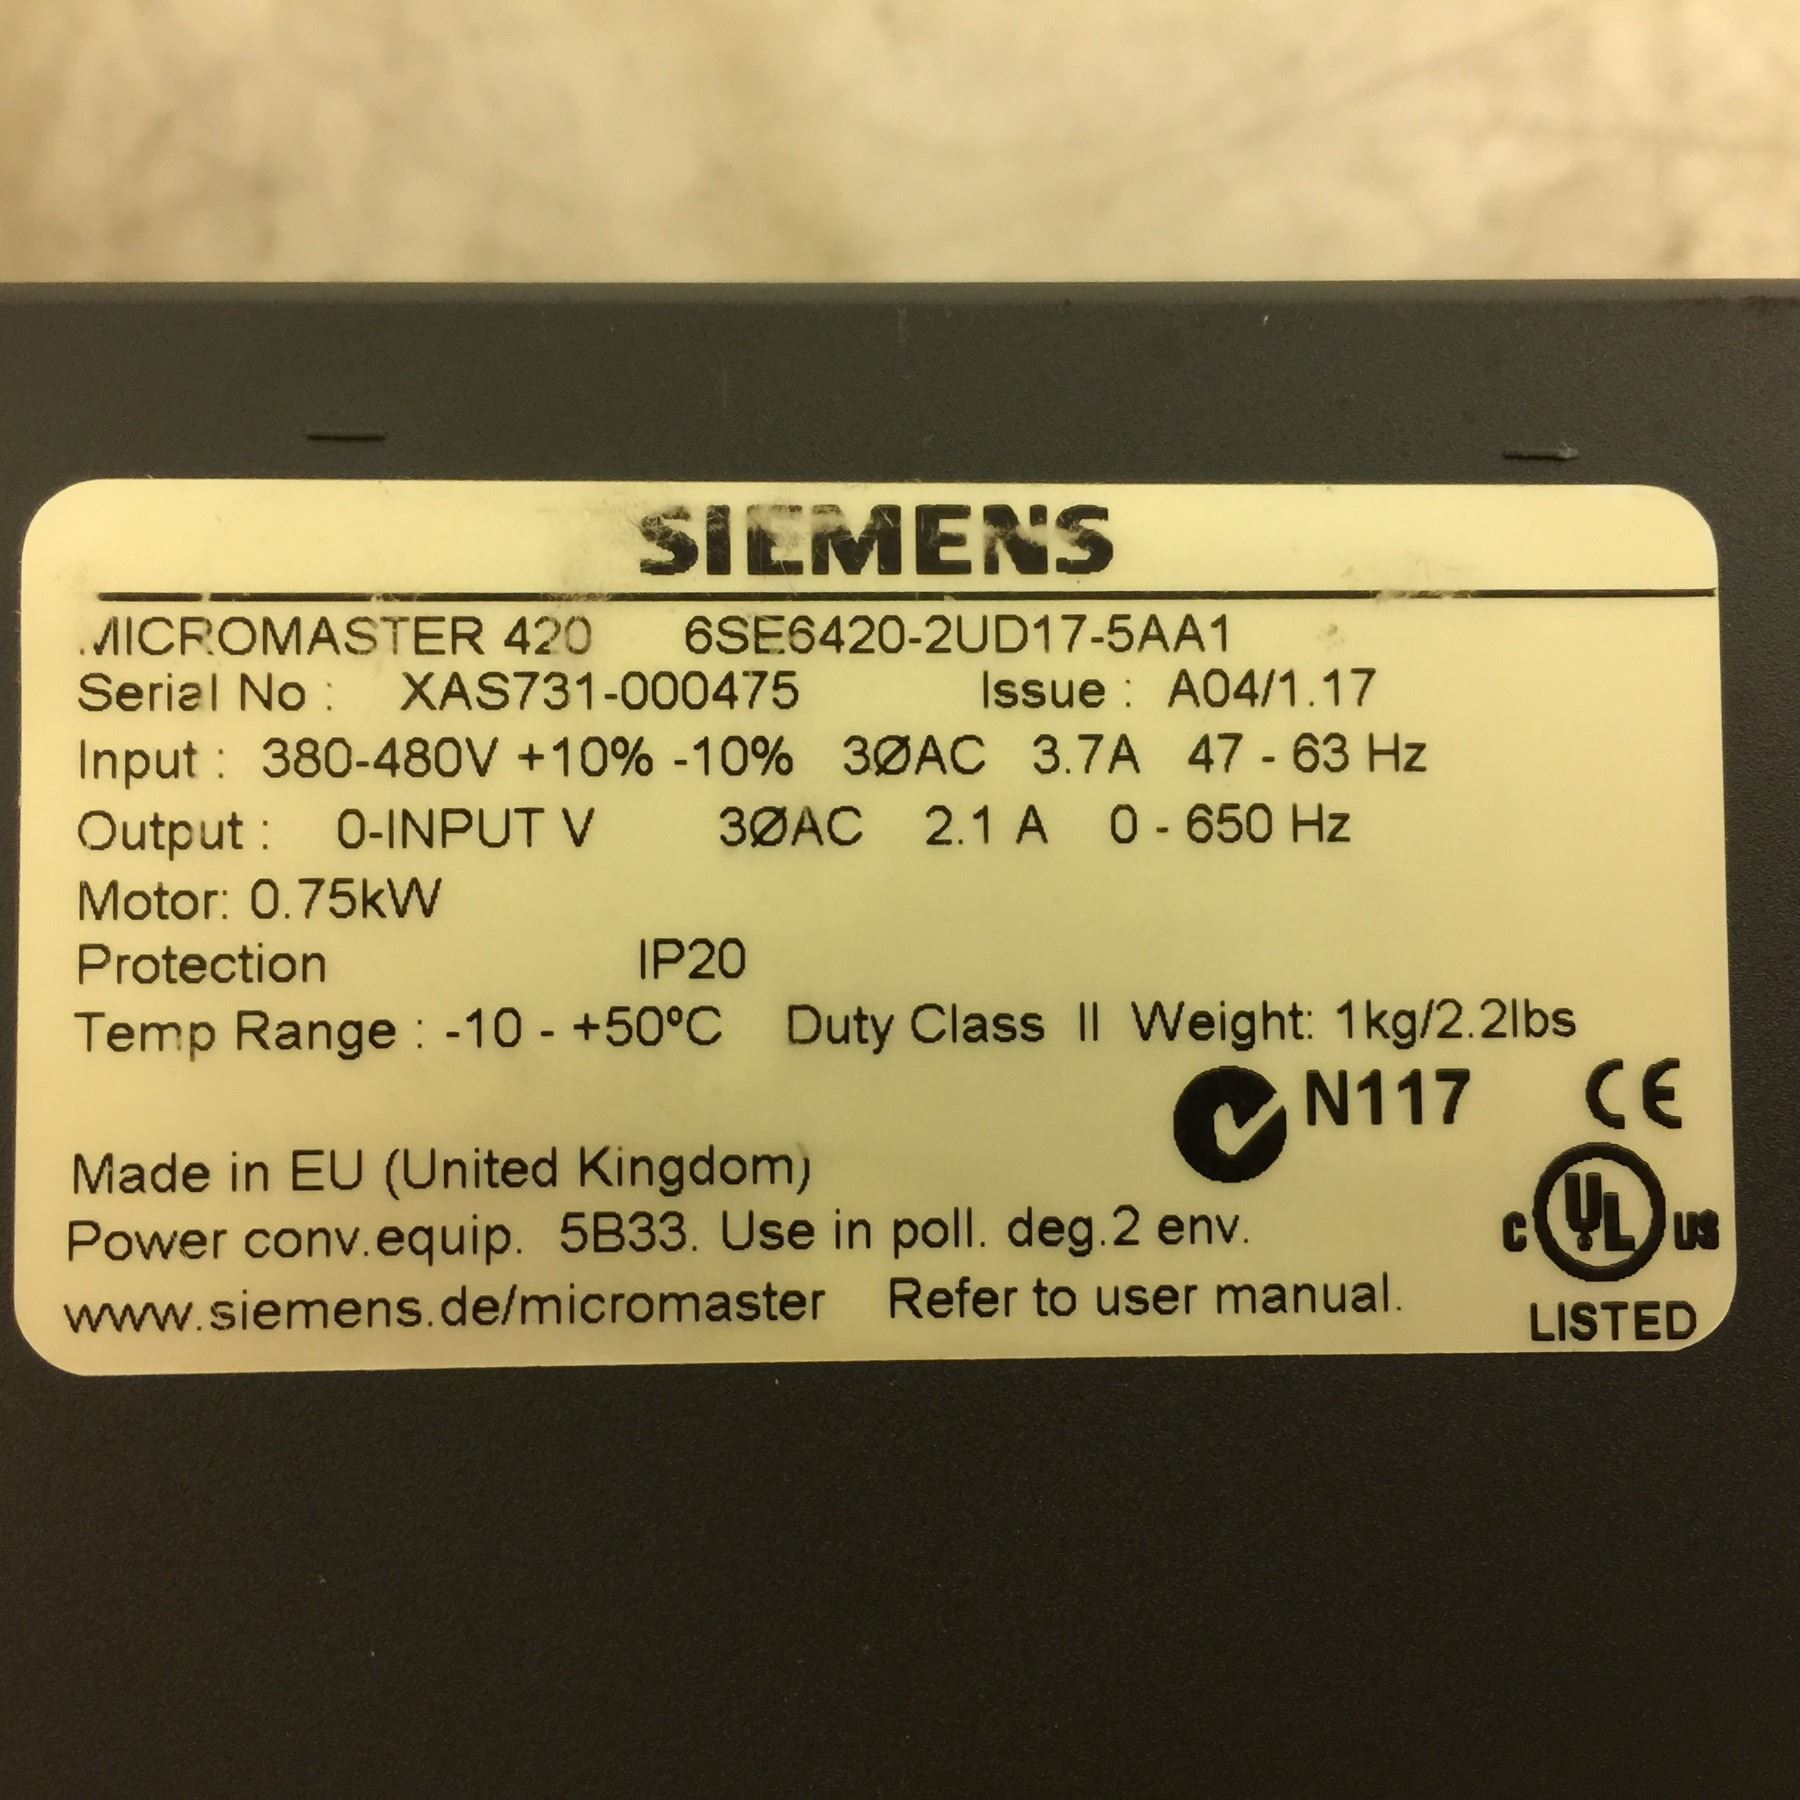 SIEMENS
MICROMASTER 420 6SE6420-2UD17-5AA1
Serial No : XAS731-000475 Issue : A04/1.17
Input : 380-480V +10% -10% 3ØAC 3.7A 47 - 63 Hz
Output : 0-INPUT V 3ØAC 2.1 A 0 - 650 Hz
Motor: 0.75kW
Protection IP20
Temp Range : -10 - +50ºC Duty Class II Weight: 1kg/2.2lbs
N117 CE
Made in EU (United Kingdom)
Power conv.equip. 5B33. Use in poll. deg.2 env.
C UL US
www.siemens.de/micromaster Refer to user manual.
LISTED